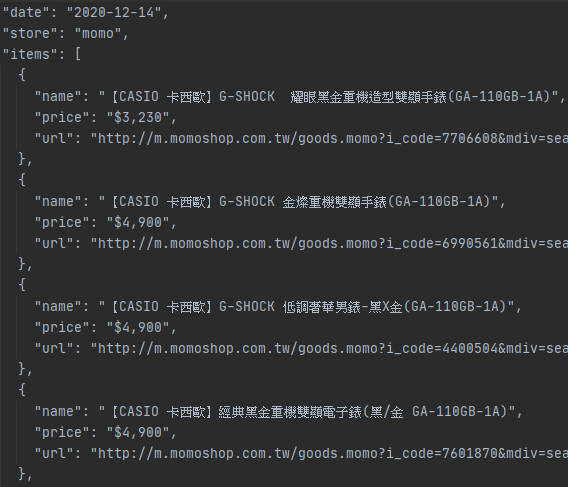 "date": "2020-12-14",
"store": "momo",
"items": [
{
"name": "【CASIO 卡西歐】G-SHOCK  耀眼黑金重機造型雙顯手錶(GA-110GB-1A)",
"price": "$3,230",
"url": "http://m.momoshop.com.tw/goods.momo?i_code=7706608&mdiv=sea
},
{
"name": "【CASIO 卡西歐】G-SHOCK 金燦重機雙顯手錶(GA-110GB-1A)",
"price": "$4,900",
"url": "http://m.momoshop.com.tw/goods.momo?i_code=6990561&mdiv=sea
},
{
"name": "【CASIO 卡西歐】G-SHOCK 低調奢華男錶-黑X金(GA-110GB-1A)",
"price": "$4,900",
"url": "http://m.momoshop.com.tw/goods.momo?i_code=4400504&mdiv=sea
},
{
"name": "【CASIO 卡西歐】經典黑金重機雙顯電子錶(黑/金 GA-110GB-1A)",
"price": "$4,900",
"url": "http://m.momoshop.com.tw/goods.momo?i_code=7601870&mdiv=sea
},